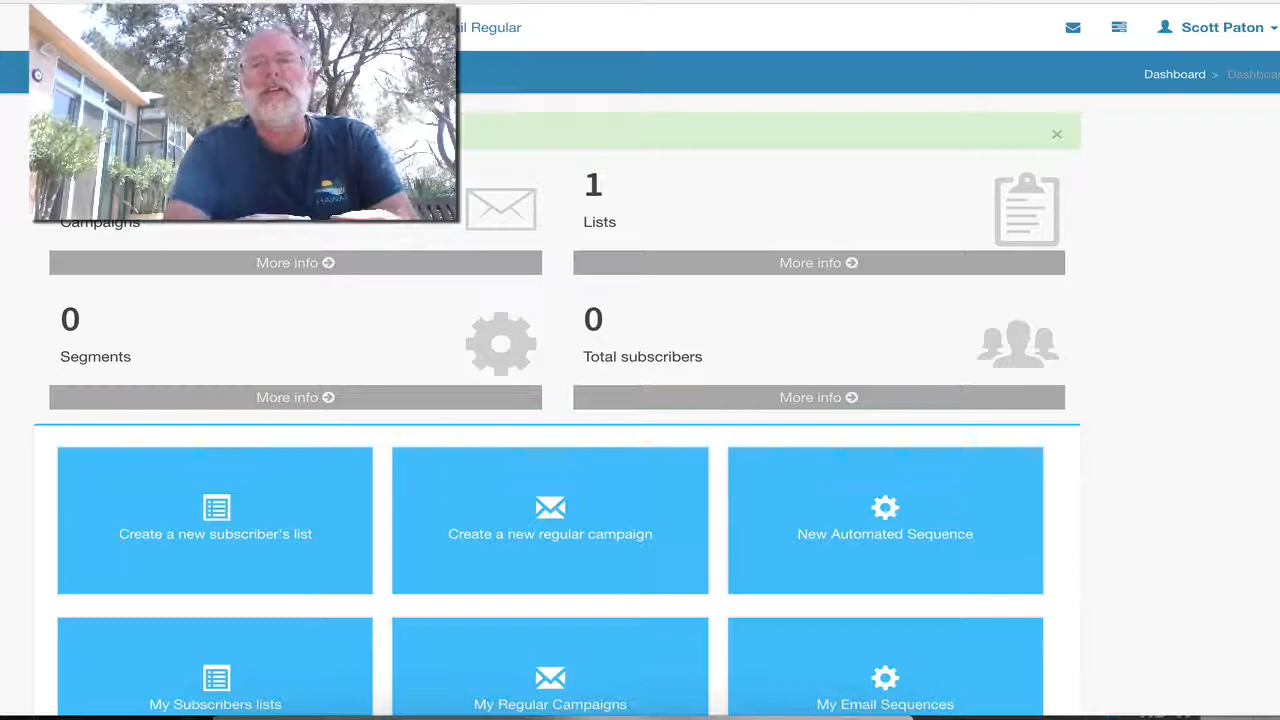 il Regular
Scott Paton
Dashboard >
Campaigns
1
Lists
More info
More info
0
Segments
0
Total subscribers
More info
More info
Create a new subscriber's list
Create a new regular campaign
New Automated Sequence
My Subscribers lists
My Regular Campaigns
My Email Sequences